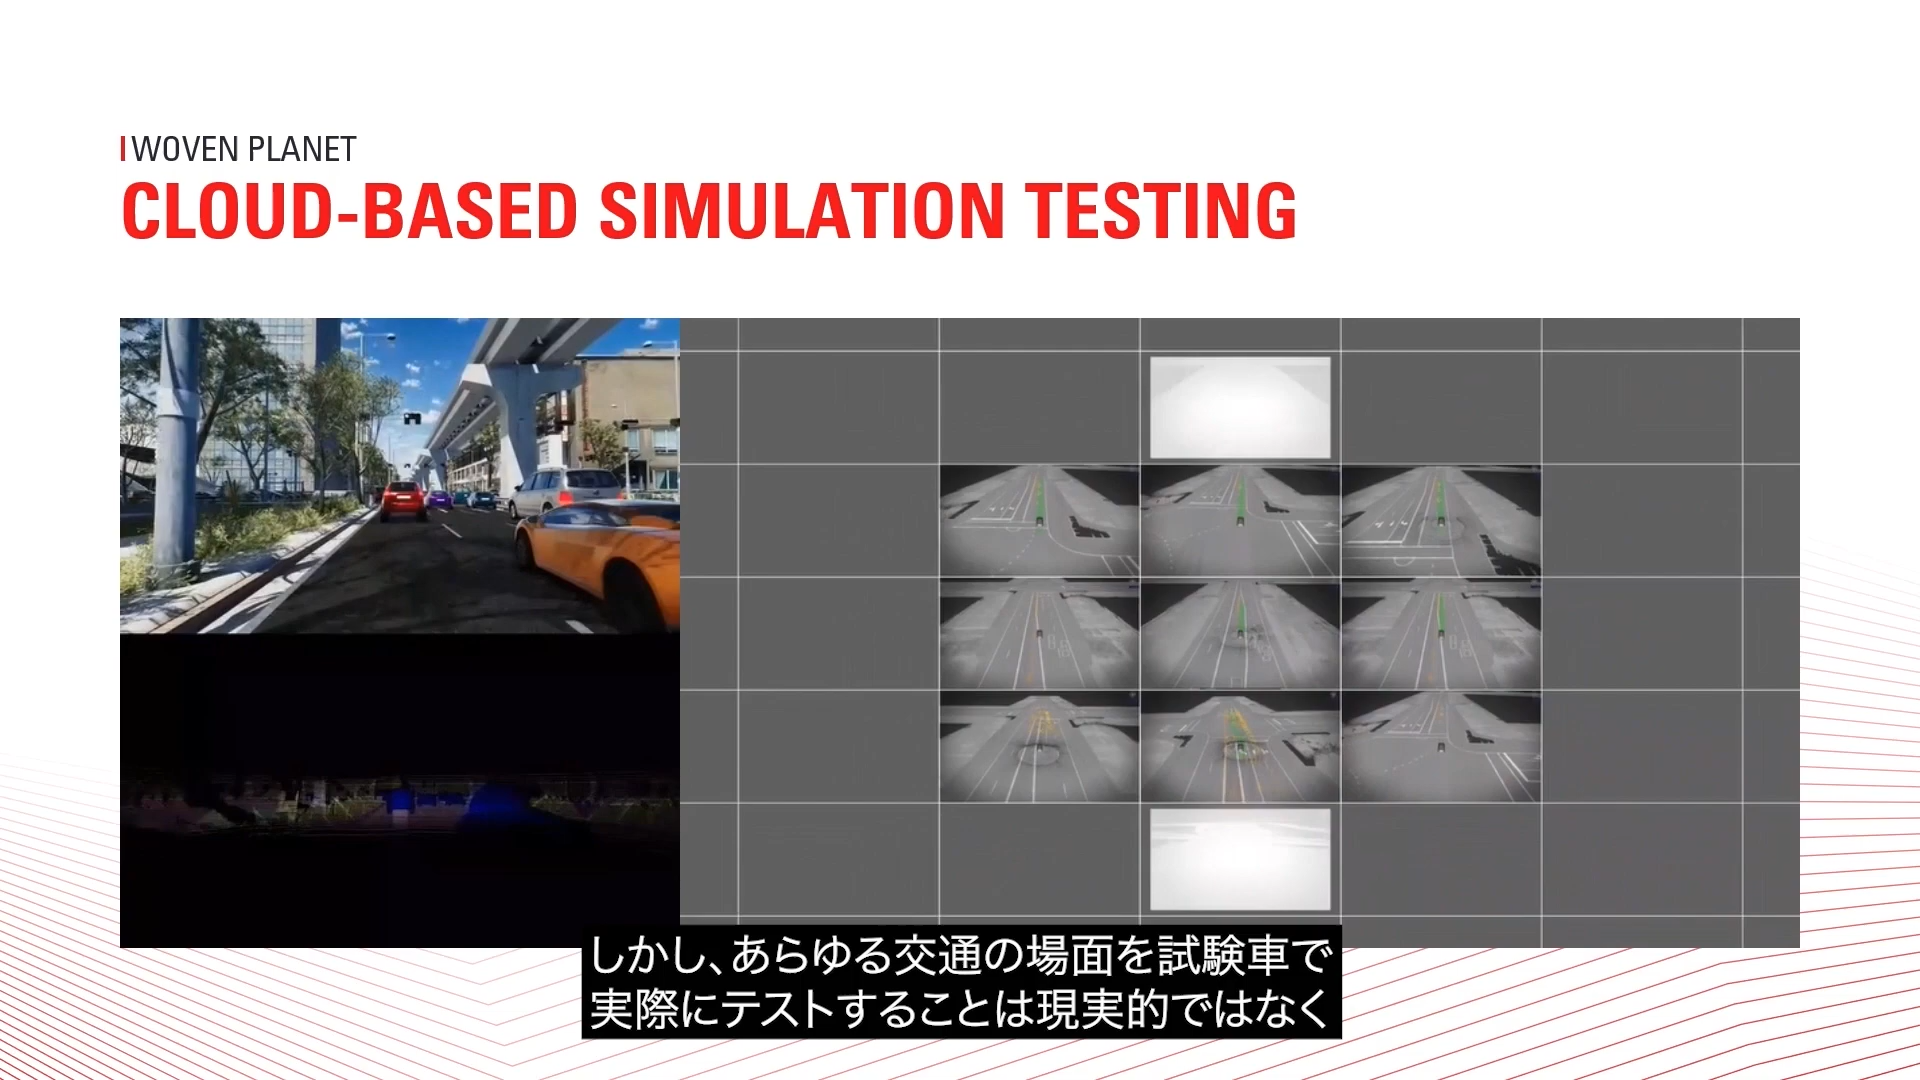 WOVEN PLANET
CLOUD-BASED SIMULATION TESTING
しかし、あらゆる交通の場面を試験車で
実際にテストすることは現実的ではなく